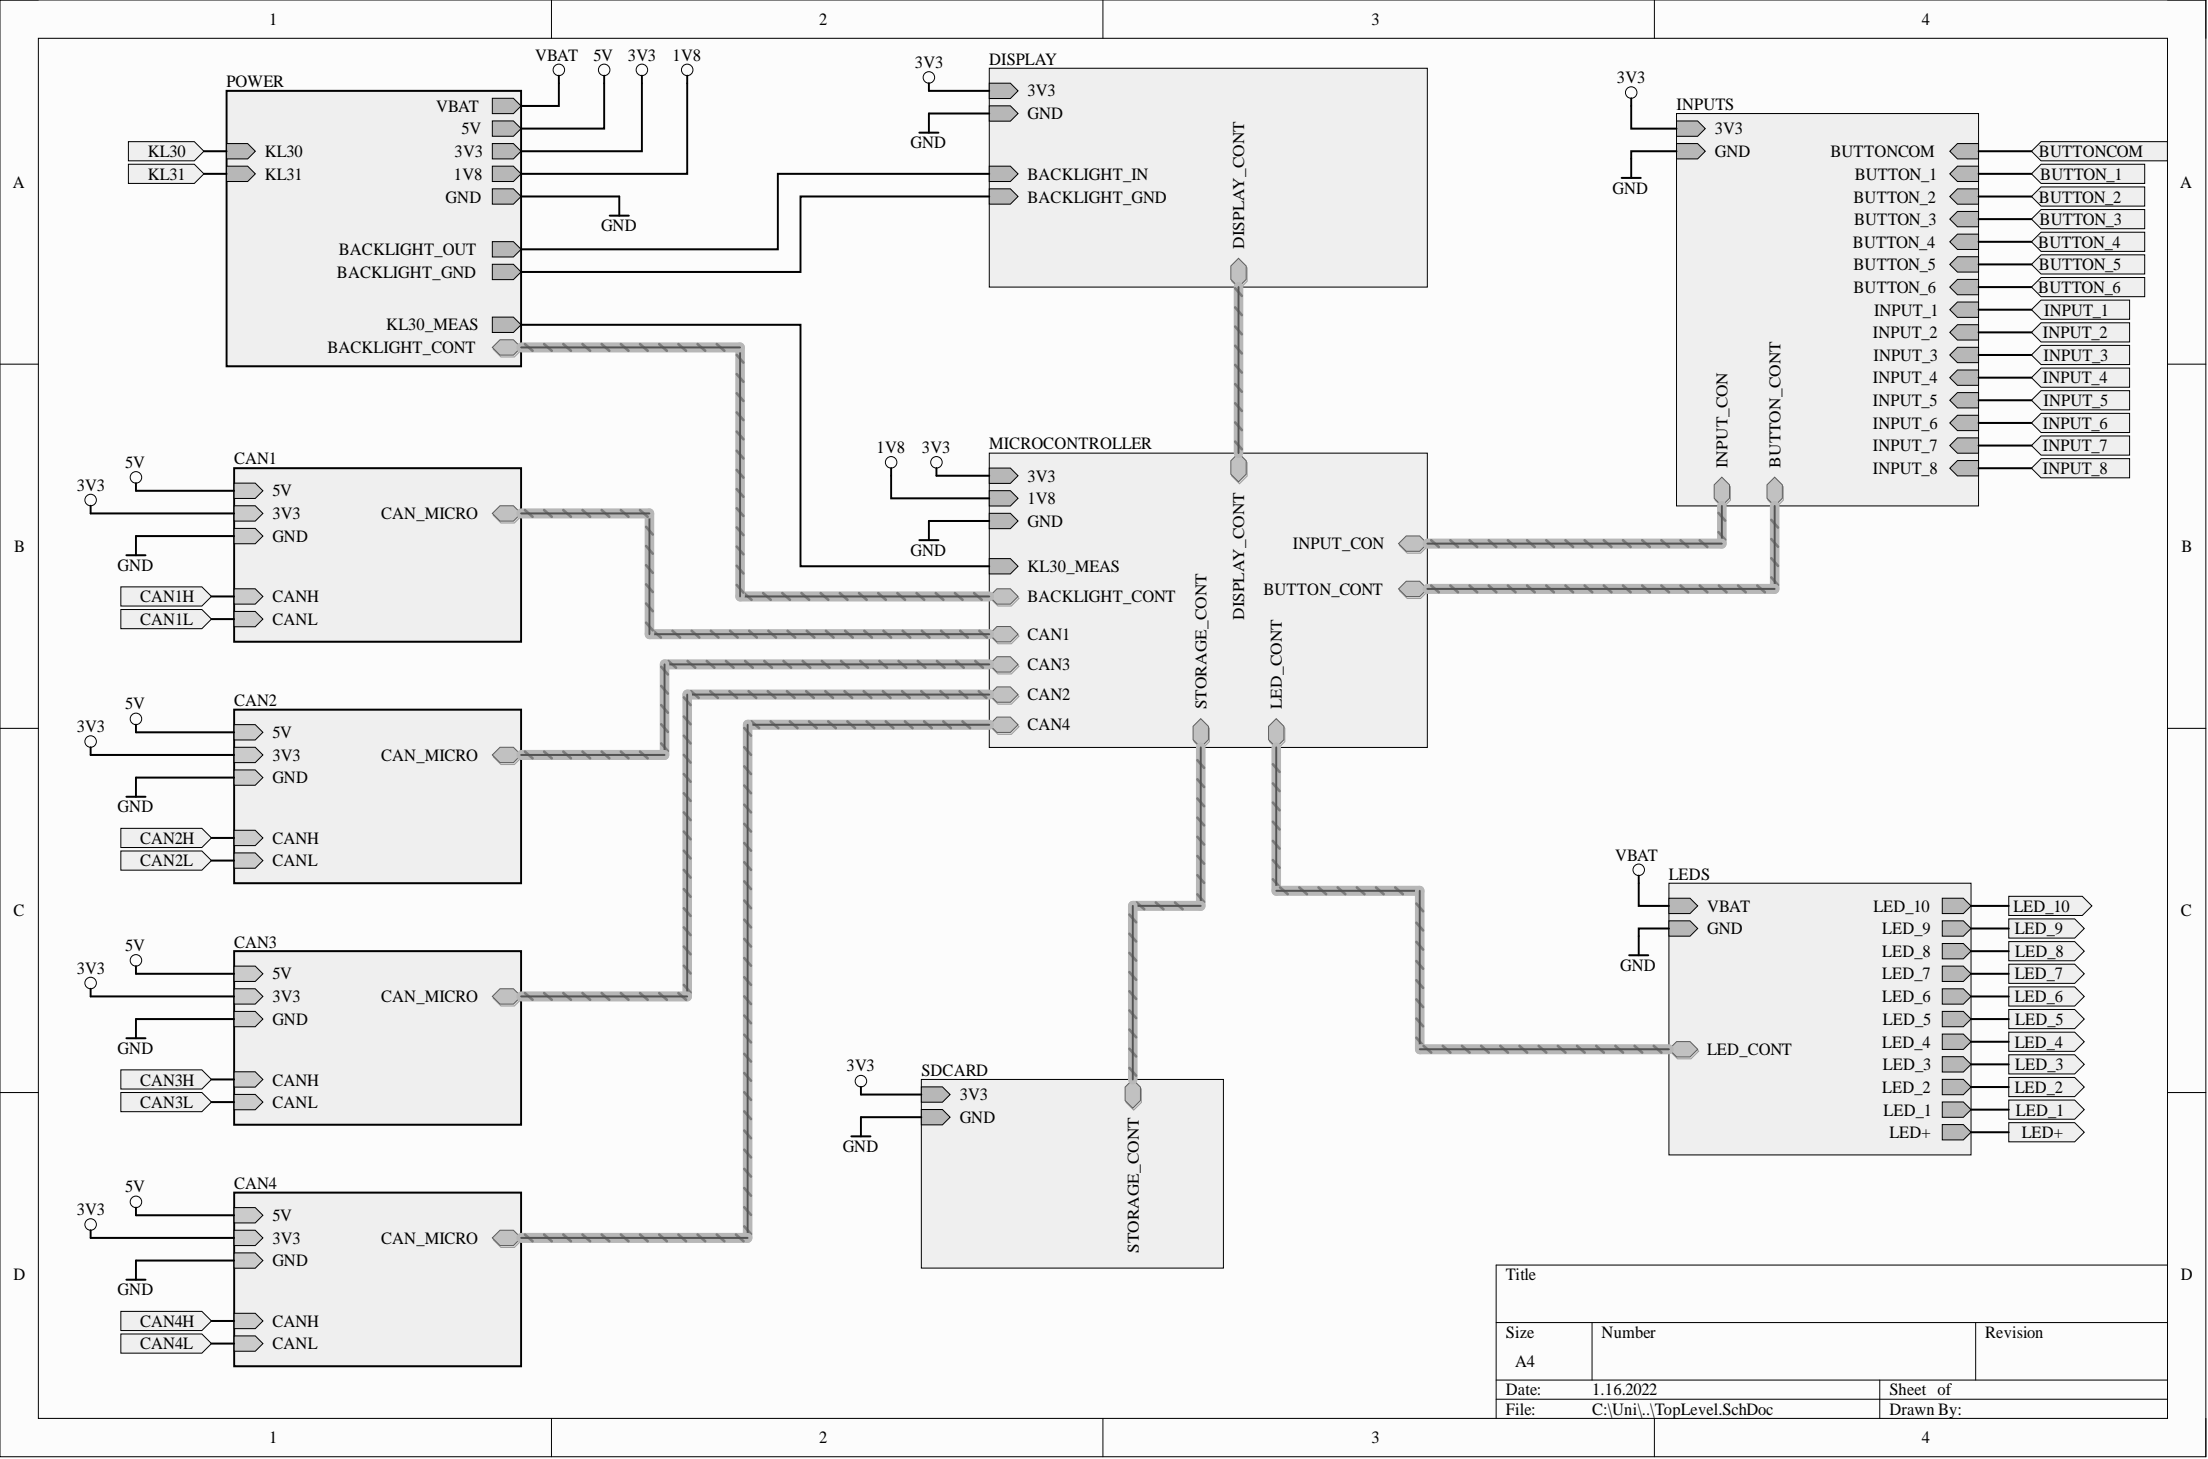 1 2 3 4
A
B
C
D
A
B
C
D
POWER
VBAT 5V 3V3 1V8
VBAT
5V
KL30 KL30 3V3
KL31 KL31 1V8
GND
GND
BACKLIGHT_OUT
BACKLIGHT_GND
KL30_MEAS
BACKLIGHT_CONT
DISPLAY
3V3
3V3
GND
GND
BACKLIGHT_IN
BACKLIGHT_GND
DISPLAY_CONT
INPUTS
3V3
3V3
GND
GND
BUTTONCOM BUTTONCOM
BUTTON_1 BUTTON_1
BUTTON_2 BUTTON_2
BUTTON_3 BUTTON_3
BUTTON_4 BUTTON_4
BUTTON_5 BUTTON_5
BUTTON_6 BUTTON_6
INPUT_1 INPUT_1
INPUT_2 INPUT_2
INPUT_3 INPUT_3
INPUT_4 INPUT_4
INPUT_5 INPUT_5
INPUT_6 INPUT_6
INPUT_7 INPUT_7
INPUT_8 INPUT_8
INPUT_CON
BUTTON_CONT
CAN1
5V
3V3
5V
3V3 CAN_MICRO
GND
GND
CAN1H CANH
CAN1L CANL
MICROCONTROLLER
1V8 3V3
3V3
1V8
GND
GND
KL30_MEAS
BACKLIGHT_CONT
CAN1
CAN3
CAN2
CAN4
STORAGE_CONT
DISPLAY_CONT
LED_CONT
INPUT_CON
BUTTON_CONT
CAN2
5V
3V3
5V
3V3 CAN_MICRO
GND
GND
CAN2H CANH
CAN2L CANL
CAN3
5V
3V3
5V
3V3 CAN_MICRO
GND
GND
CAN3H CANH
CAN3L CANL
CAN4
5V
3V3
5V
3V3 CAN_MICRO
GND
GND
CAN4H CANH
CAN4L CANL
SDCARD
3V3
3V3
GND
GND
STORAGE_CONT
LEDS
VBAT
VBAT
GND
GND
LED_CONT
LED_10 LED_10
LED_9 LED_9
LED_8 LED_8
LED_7 LED_7
LED_6 LED_6
LED_5 LED_5
LED_4 LED_4
LED_3 LED_3
LED_2 LED_2
LED_1 LED_1
LED+ LED+
Title
Size Number Revision
A4
Date: 1.16.2022 Sheet of
File: C:\Uni\..\TopLevel.SchDoc Drawn By:
1 2 3 4